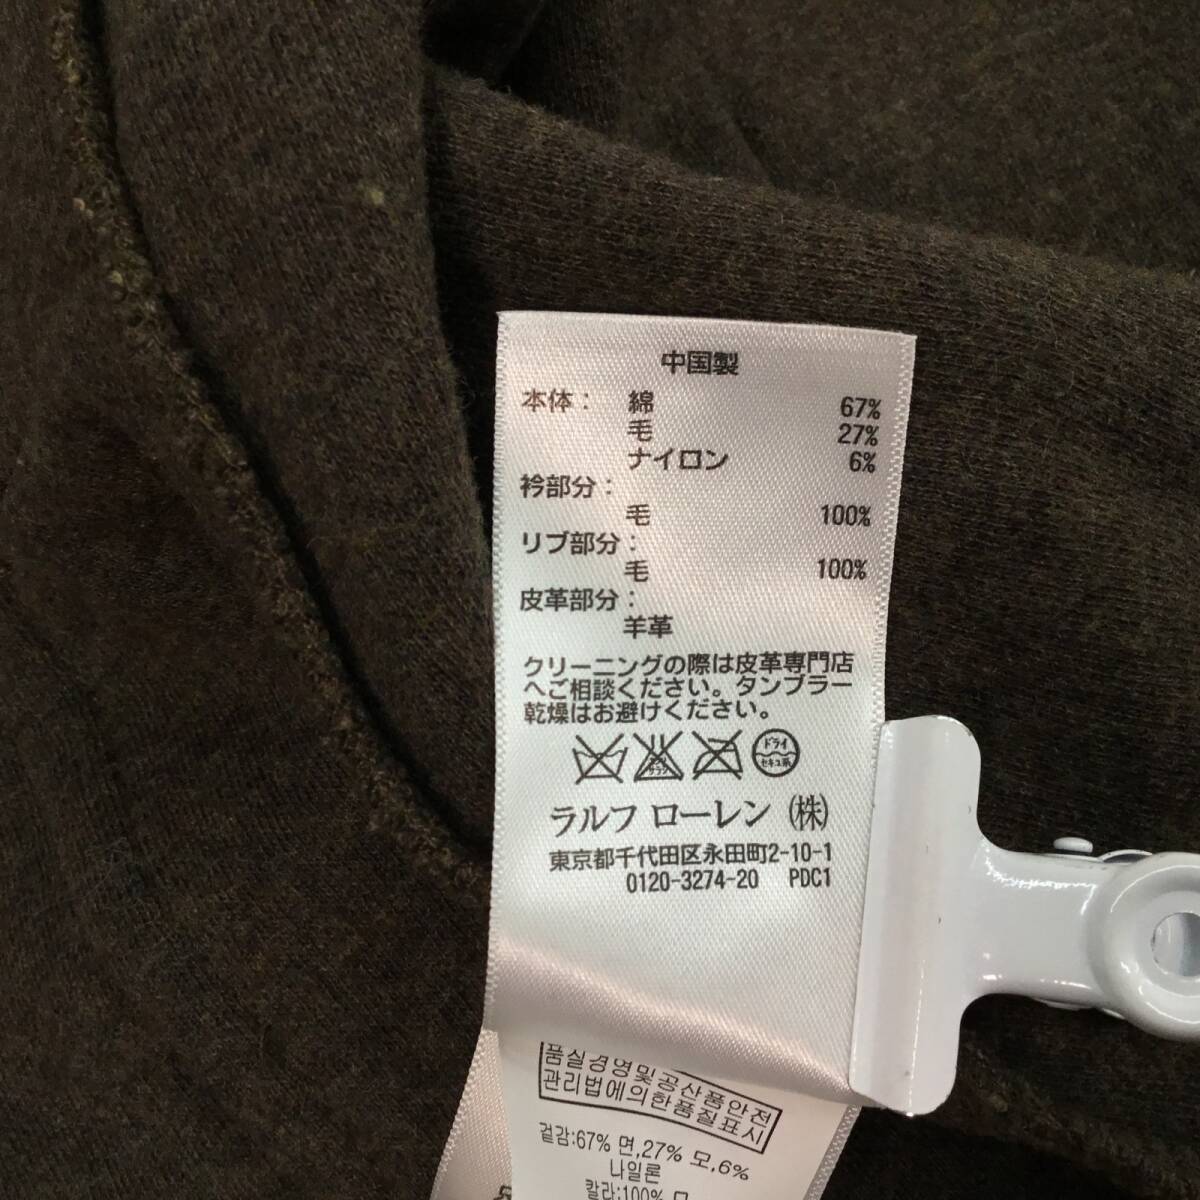 中国製
本体： 綿 67%
毛 27%
ナイロン 6%
衿部分：
毛 100%
リブ部分：
毛 100%
皮革部分：
羊革
クリーニングの際は皮革専門店
へご相談ください。タンブラー
乾燥はお避けください。
ドライ
セキユ系
ラルフ ローレン (株)
東京都千代田区永田町2-10-1
0120-3274-20 PDC1
품질경영및공산품안전
관리법에의한품질표시
겉감:67% 면,27% 모,6%
나일론
칼라:100%